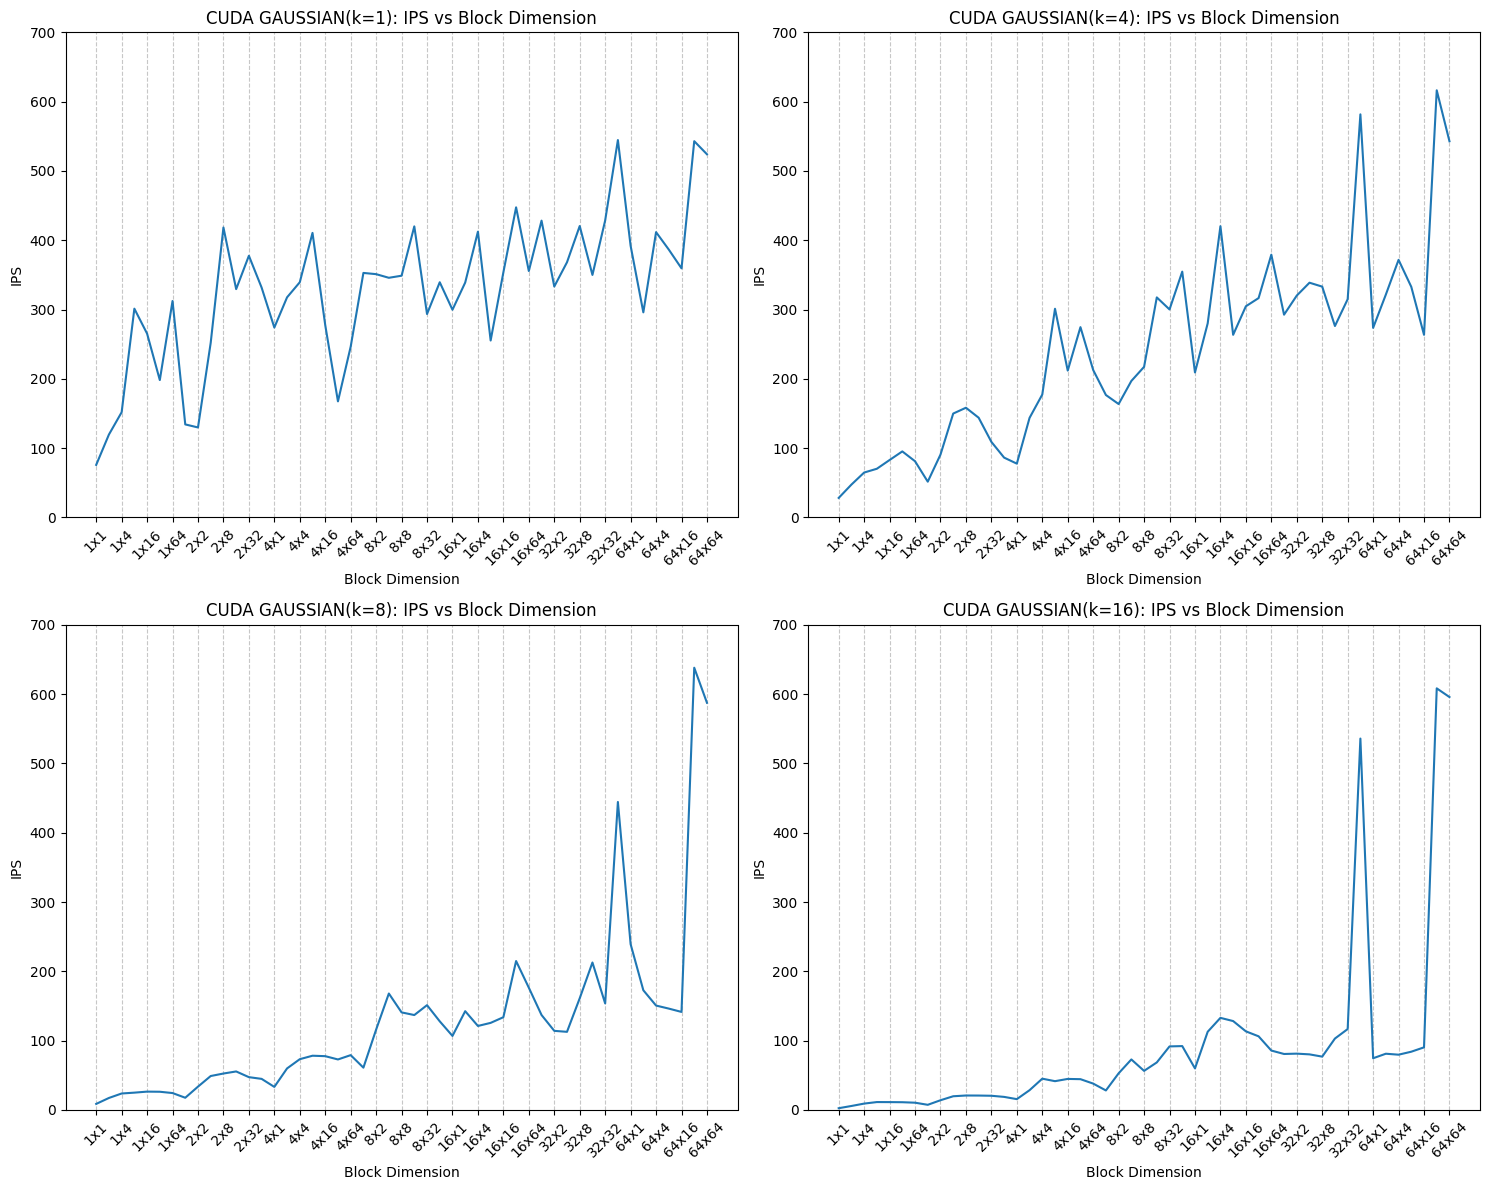 CUDA GAUSSIAN(k=1): IPS vs Block Dimension
700
600
500
400
300
200
100
0
IPS
1x1
1x4
1x16
1x64
2x2
2x8
2x32
4x1
4x4
4x16
4x64
8x2
8x8
8x32
16x1
16x4
16x16
16x64
32x2
32x8
32x32
64x1
64x4
64x16
64x64
Block Dimension
CUDA GAUSSIAN(k=4): IPS vs Block Dimension
700
600
500
400
300
200
100
0
IPS
1x1
1x4
1x16
1x64
2x2
2x8
2x32
4x1
4x4
4x16
4x64
8x2
8x8
8x32
16x1
16x4
16x16
16x64
32x2
32x8
32x32
64x1
64x4
64x16
64x64
Block Dimension
CUDA GAUSSIAN(k=8): IPS vs Block Dimension
700
600
500
400
300
200
100
0
IPS
1x1
1x4
1x16
1x64
2x2
2x8
2x32
4x1
4x4
4x16
4x64
8x2
8x8
8x32
16x1
16x4
16x16
16x64
32x2
32x8
32x32
64x1
64x4
64x16
64x64
Block Dimension
CUDA GAUSSIAN(k=16): IPS vs Block Dimension
700
600
500
400
300
200
100
0
IPS
1x1
1x4
1x16
1x64
2x2
2x8
2x32
4x1
4x4
4x16
4x64
8x2
8x8
8x32
16x1
16x4
16x16
16x64
32x2
32x8
32x32
64x1
64x4
64x16
64x64
Block Dimension